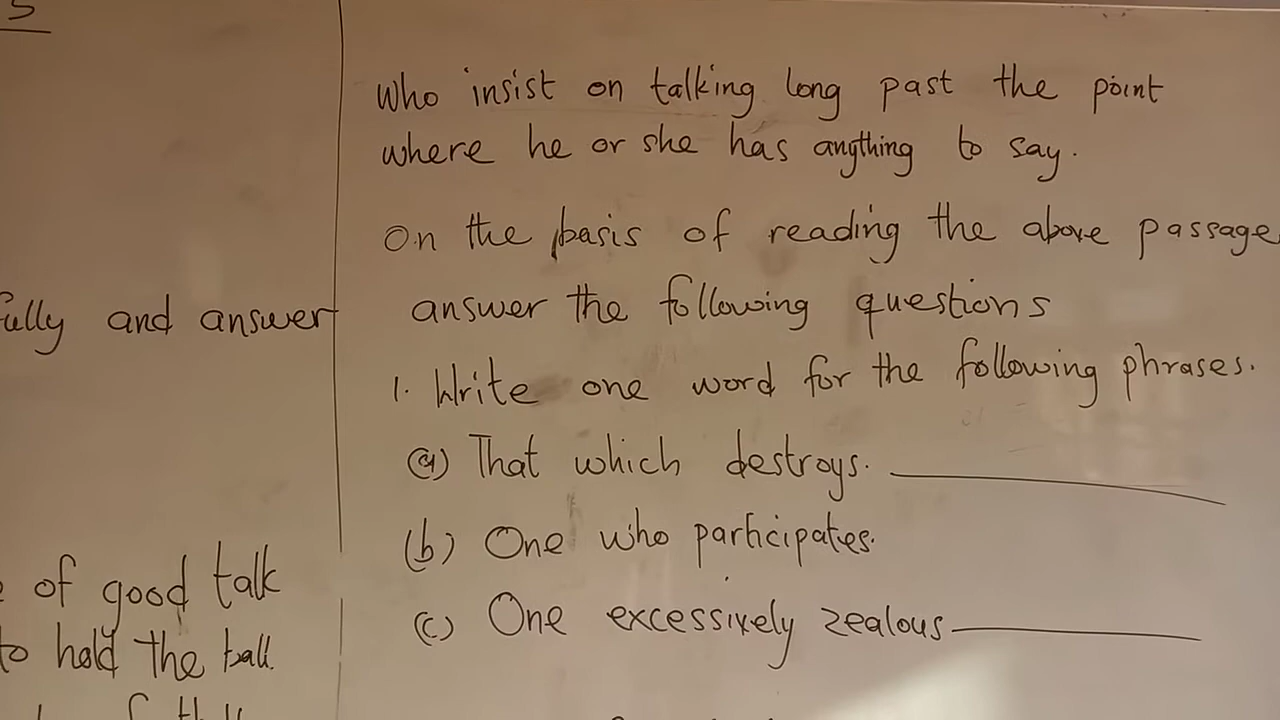 fully and answer
of good talk
to hold the ball.
Who insist on talking long past the point
where he or she has anything to say.
On the basis of reading the above passage
answer the following questions
1. Write one word for the following phrases.
(a) That which destroys.
(b) One who participates.
(c) One excessively zealous